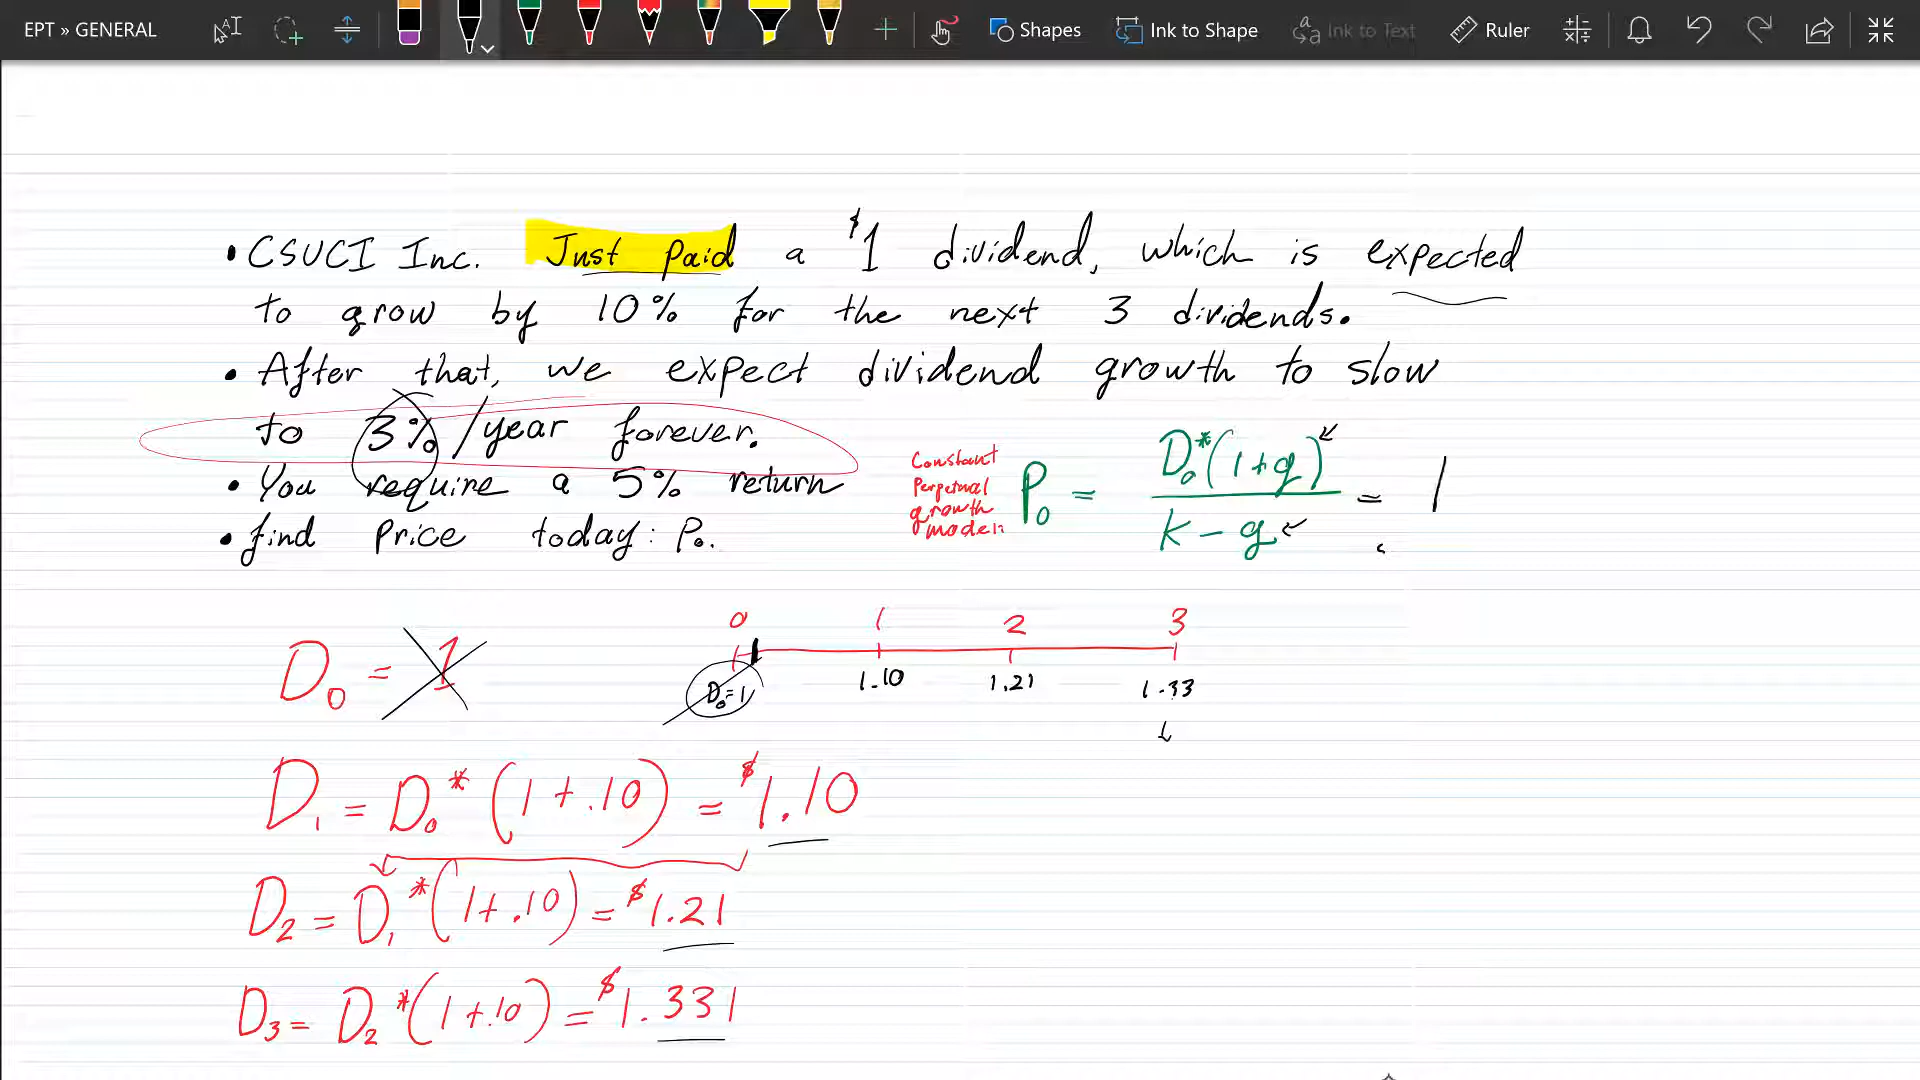 EPT » GENERAL
Shapes
Ink to Shape
Ink to Text
Ruler
• CSUCI Inc. Just Paid a $1 dividend, which is expected
to grow by 10% for the next 3 dividends.
• After that, we expect dividend growth to slow
to 3%/year forever.
• You require a 5% return
• find Price today: P₀.
Constant
Perpetual
growth
model:
P₀ = D₀*(1+g) / k - g = 1
0 1 2 3
D₀=1 1.10 1.21 1.33
D₀ = 1
D₁ = D₀*(1+.10) = $1.10
D₂ = D₁*(1+.10) = $1.21
D₃ = D₂*(1+.10) = $1.331